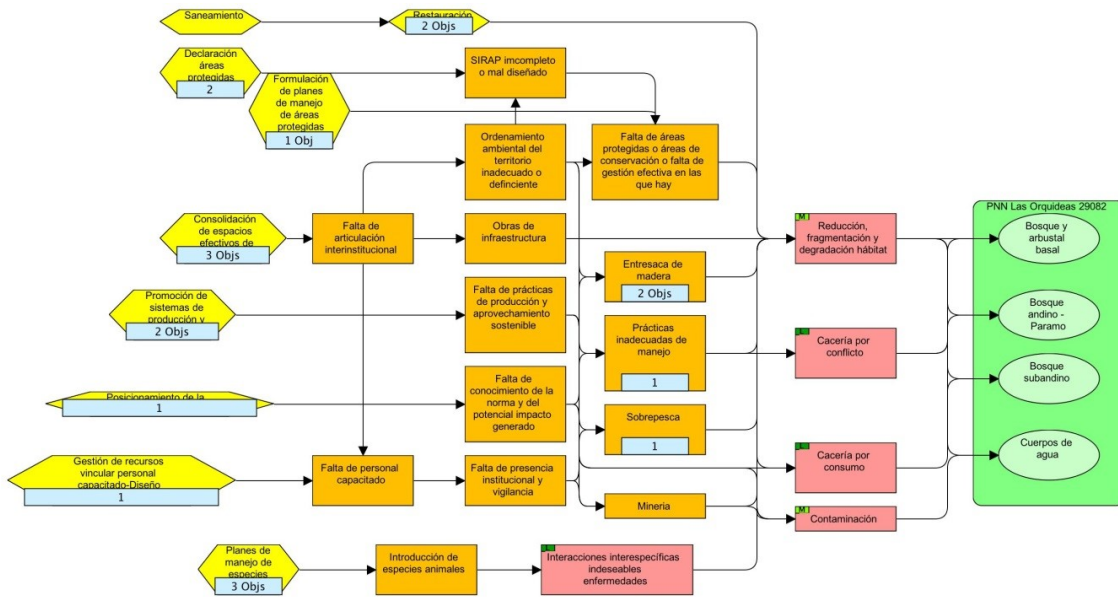 Saneamiento
Restauración
2 Objs
Declaración
áreas
protegidas
2
Formulación
de planes
de manejo
de áreas
protegidas
1 Obj
SIRAP imcompleto
o mal diseñado
Ordenamiento
ambiental del
territorio
inadecuado o
definciente
Falta de áreas
protegidas o áreas
de conservación o falta
de gestión efectiva en las
que hay
Consolidación
de espacios
efectivos de
3 Objs
Falta de
articulación
interinstitucional
Obras de
infraestructura
Entresaca de
madera
2 Objs
Promoción de
sistemas de
producción y
2 Objs
Falta de prácticas
de producción y
aprovechamiento
sostenible
Prácticas
inadecuadas de
manejo
1
Posicionamiento de la
1
Falta de
conocimiento de la
norma y del
potencial impacto
generado
Sobrepesca
1
Gestión de recursos
vincular personal
capacitado-Diseño
1
Falta de personal
capacitado
Falta de presencia
institucional y
vigilancia
Mineria
Planes de
manejo de
especies
3 Objs
Introducción de
especies animales
L
Interacciones interespecíficas
indeseables
enfermedades
M
Reducción,
fragmentación y
degradación hábitat
L
Cacería por
conflicto
L
Cacería por
consumo
M
Contaminación
PNN Las Orquideas 29082
Bosque y
arbustal
basal
Bosque
andino -
Paramo
Bosque
subandino
Cuerpos de
agua